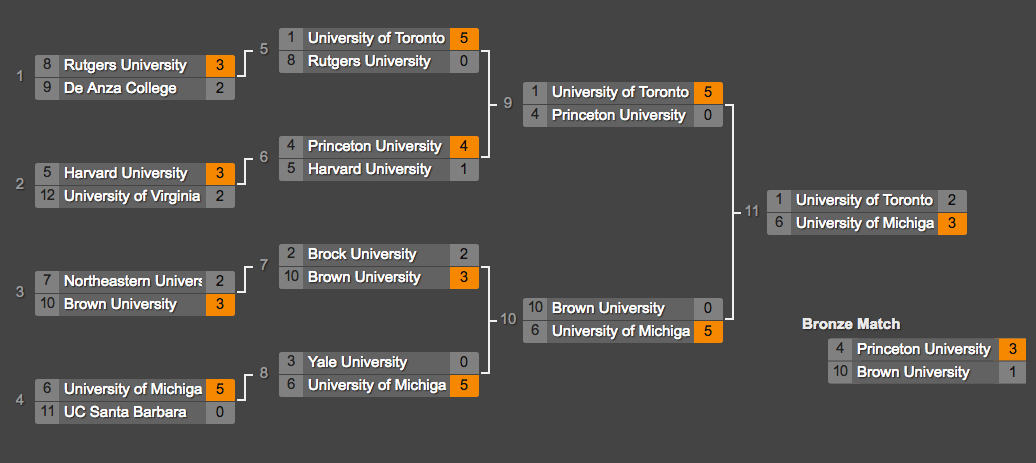 1
8 Rutgers University 3
9 De Anza College 2
2
5 Harvard University 3
12 University of Virginia 2
3
7 Northeastern Univers 2
10 Brown University 3
4
6 University of Michiga 5
11 UC Santa Barbara 0
5
1 University of Toronto 5
8 Rutgers University 0
6
4 Princeton University 4
5 Harvard University 1
7
2 Brock University 2
10 Brown University 3
8
3 Yale University 0
6 University of Michiga 5
9
1 University of Toronto 5
4 Princeton University 0
10
10 Brown University 0
6 University of Michiga 5
11
1 University of Toronto 2
6 University of Michiga 3
Bronze Match
4 Princeton University 3
10 Brown University 1